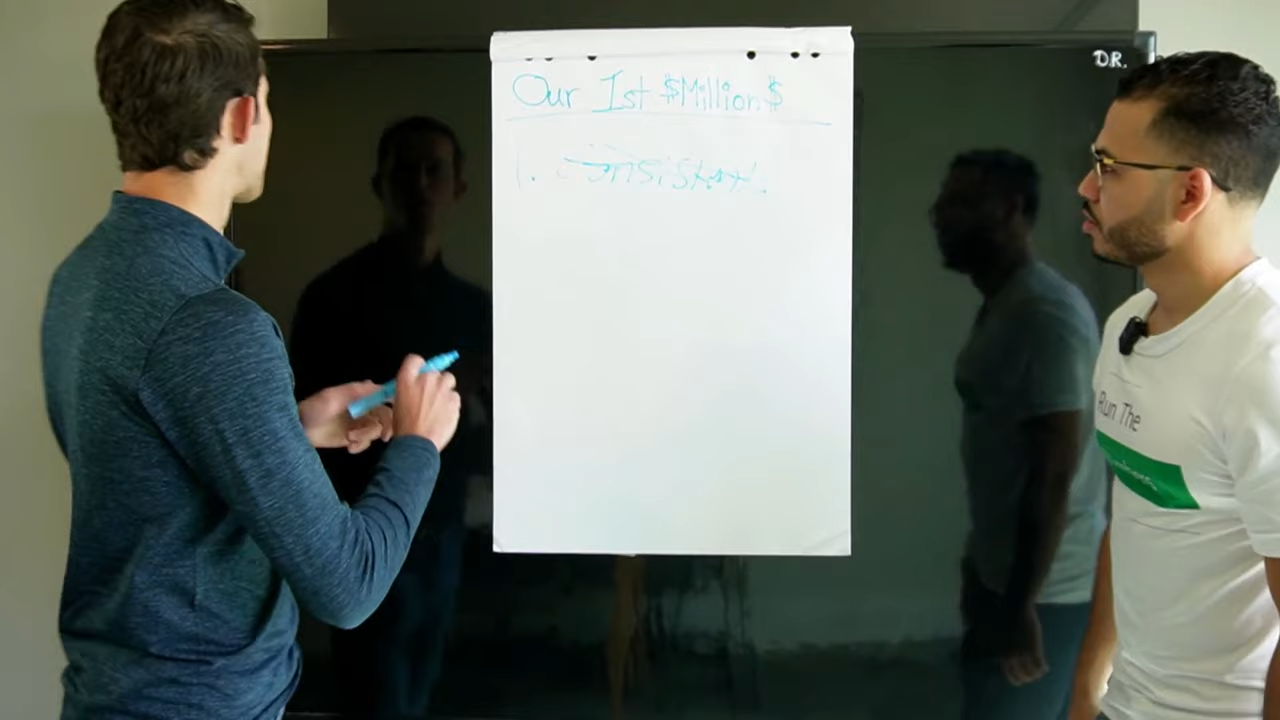 Our 1st $Million$
DR.
1. Consistent.
Run The